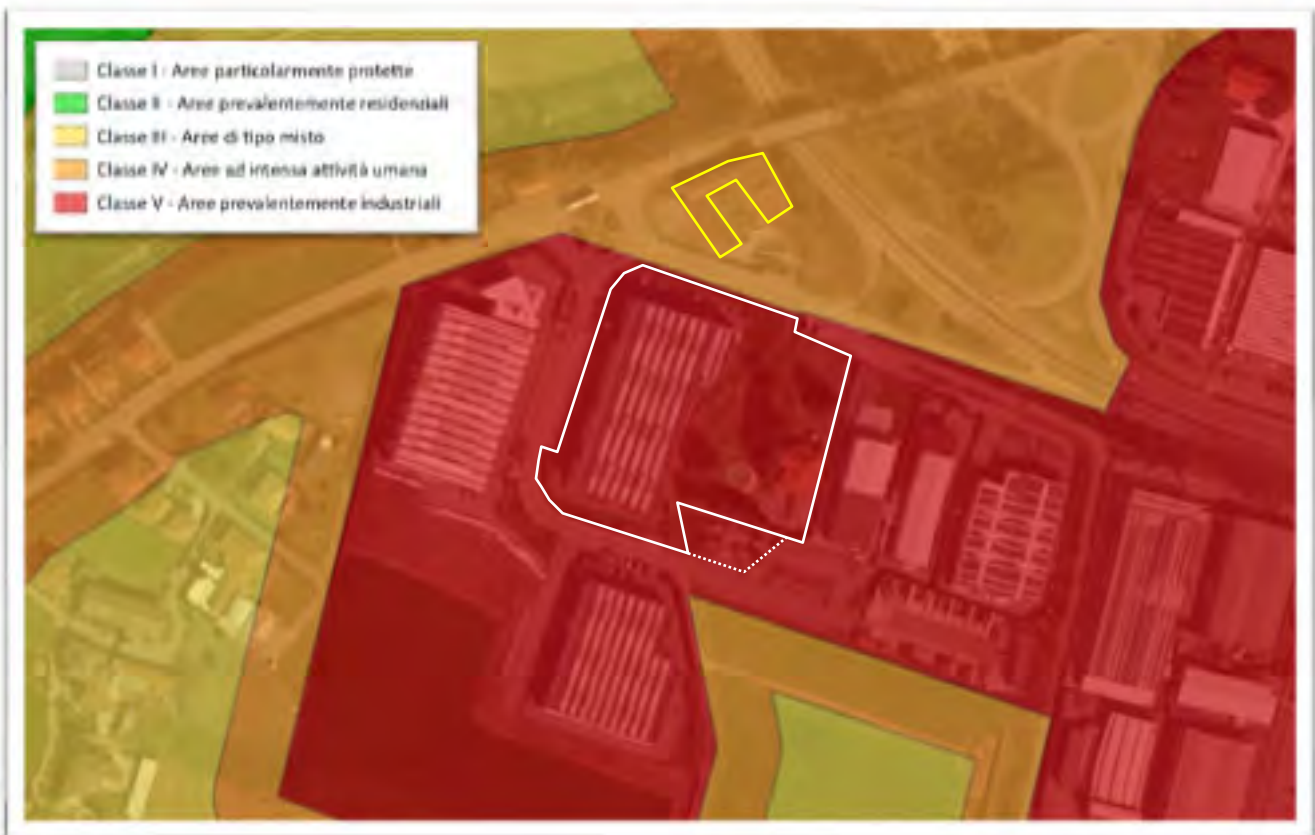 Classe I - Aree particolarmente protette
Classe II - Aree prevalentemente residenziali
Classe III - Aree di tipo misto
Classe IV - Aree ad intensa attività umana
Classe V - Aree prevalentemente industriali